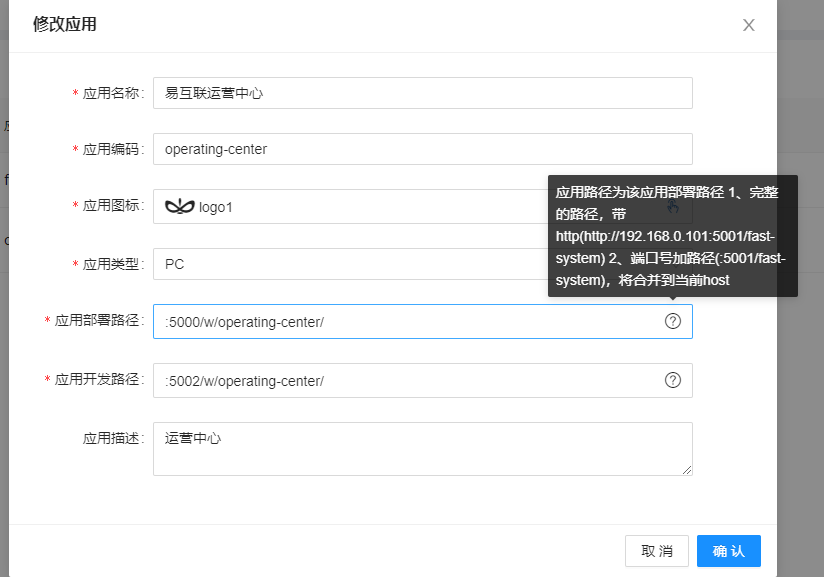 修改应用
* 应用名称: 易互联运营中心
* 应用编码: operating-center
* 应用图标: logo1
应用路径为该应用部署路径 1、完整
的路径，带
http(http://192.168.0.101:5001/fast-
system) 2、端口号加路径(:5001/fast-
system)，将合并到当前host
* 应用类型: PC
* 应用部署路径: :5000/w/operating-center/
* 应用开发路径: :5002/w/operating-center/
应用描述: 运营中心
取 消 确 认